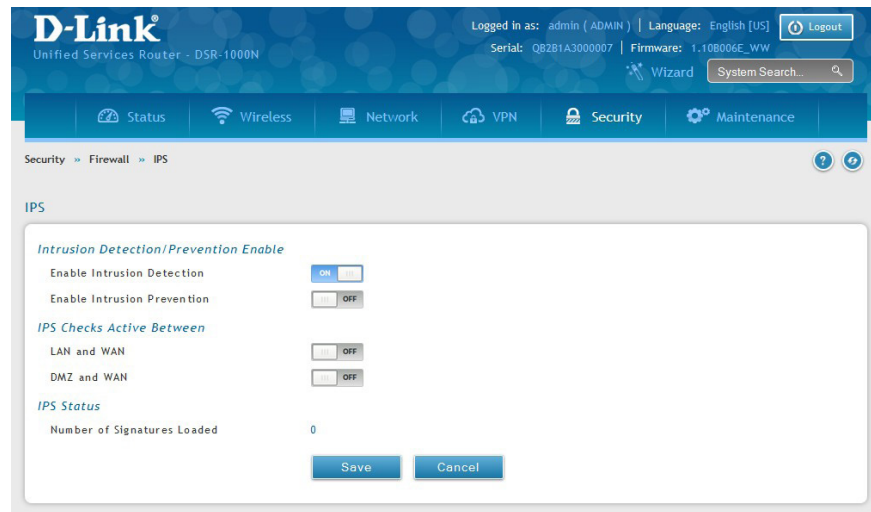 D-Link®
Unified Services Router - DSR-1000N
Logged in as: admin ( ADMIN ) | Language: English [US] Logout
Serial: QB2B1A3000007 | Firmware: 1.10B006E_WW
Wizard System Search...
Status Wireless Network VPN Security Maintenance
Security » Firewall » IPS ?
IPS
Intrusion Detection/Prevention Enable
Enable Intrusion Detection ON
Enable Intrusion Prevention OFF
IPS Checks Active Between
LAN and WAN OFF
DMZ and WAN OFF
IPS Status
Number of Signatures Loaded 0
Save Cancel